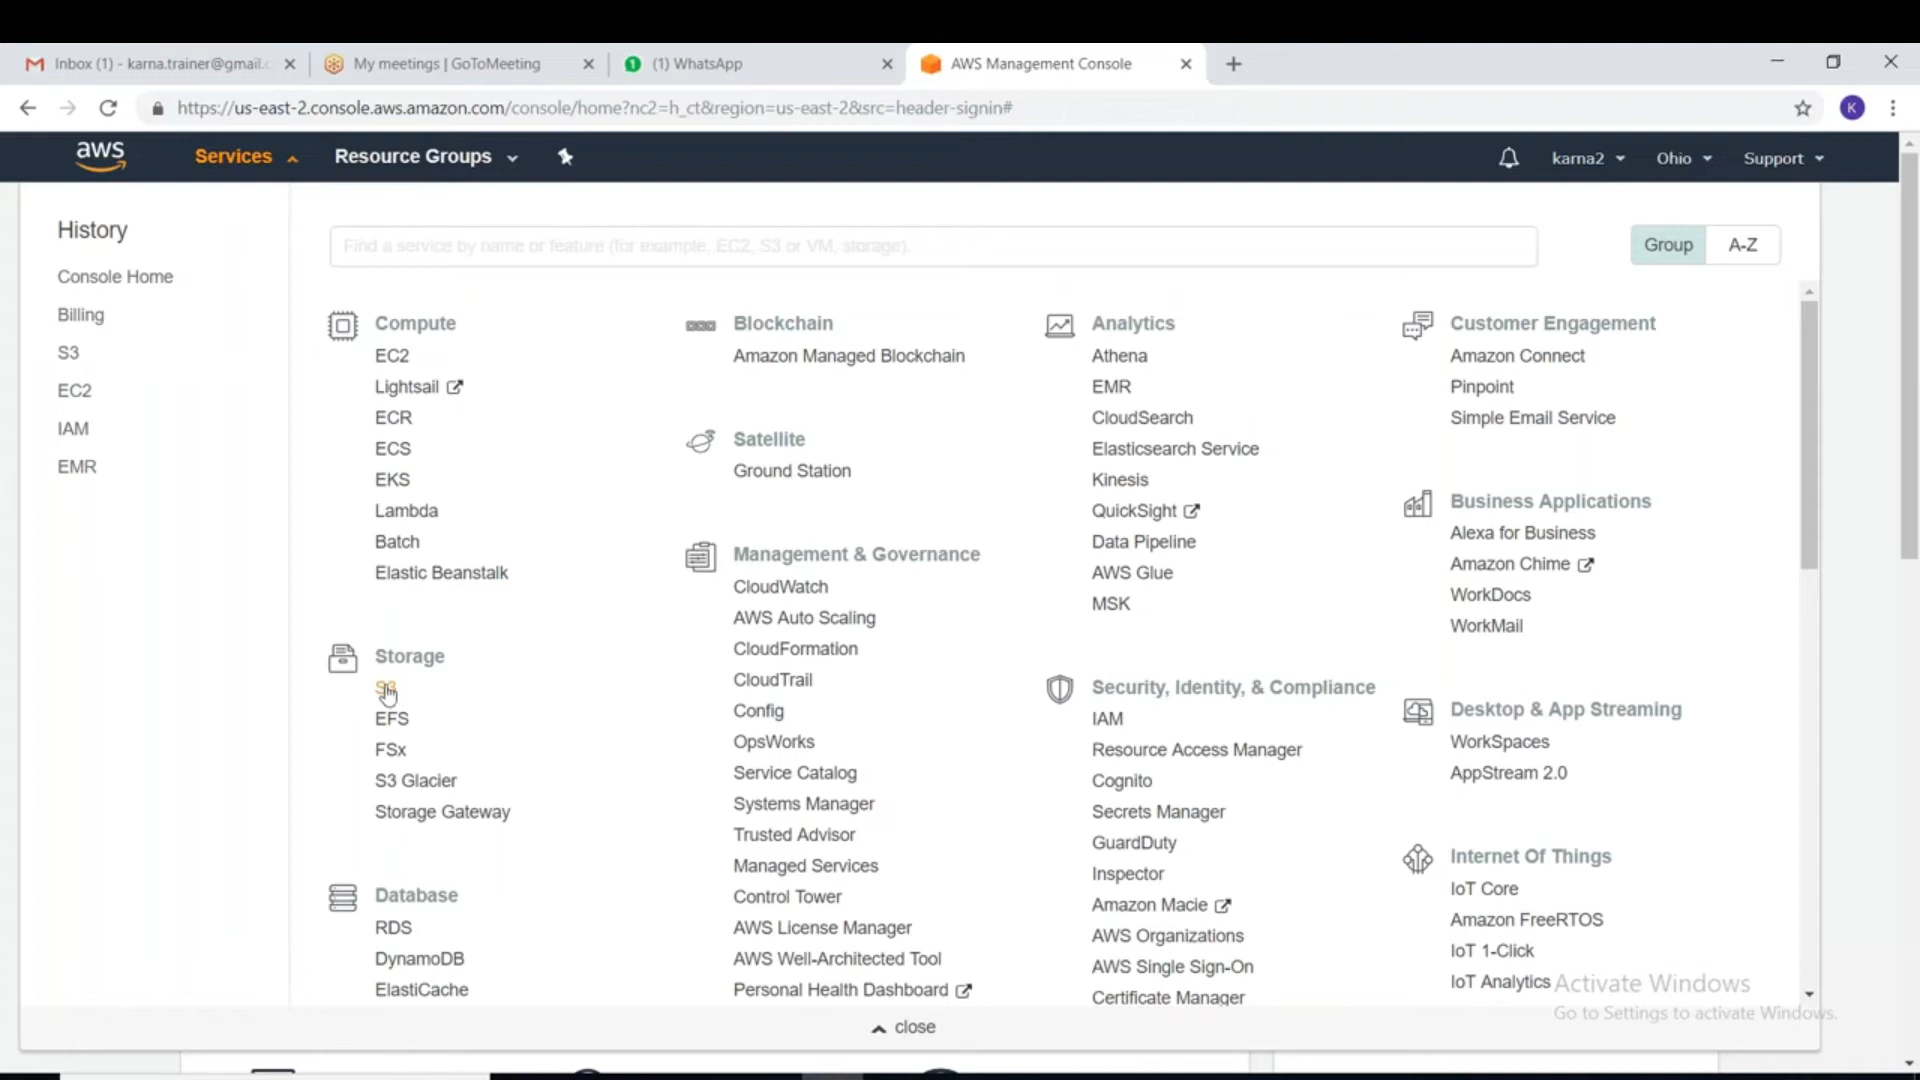 Inbox (1) - karna.trainer@gmail.c
My meetings | GoToMeeting
1
(1) WhatsApp
AWS Management Console
https://us-east-2.console.aws.amazon.com/console/home?nc2=h_ct&region=us-east-2&src=header-signin#
K
aws
Services
Resource Groups
karna2
Ohio
Support
History
Console Home
Billing
S3
EC2
IAM
EMR
Find a service by name or feature (for example, EC2, S3 or VM, storage).
Group
A-Z
Compute
EC2
Lightsail
ECR
ECS
EKS
Lambda
Batch
Elastic Beanstalk
Storage
S3
EFS
FSx
S3 Glacier
Storage Gateway
Database
RDS
DynamoDB
ElastiCache
Blockchain
Amazon Managed Blockchain
Satellite
Ground Station
Management & Governance
CloudWatch
AWS Auto Scaling
CloudFormation
CloudTrail
Config
OpsWorks
Service Catalog
Systems Manager
Trusted Advisor
Managed Services
Control Tower
AWS License Manager
AWS Well-Architected Tool
Personal Health Dashboard
Analytics
Athena
EMR
CloudSearch
Elasticsearch Service
Kinesis
QuickSight
Data Pipeline
AWS Glue
MSK
Security, Identity, & Compliance
IAM
Resource Access Manager
Cognito
Secrets Manager
GuardDuty
Inspector
Amazon Macie
AWS Organizations
AWS Single Sign-On
Certificate Manager
Customer Engagement
Amazon Connect
Pinpoint
Simple Email Service
Business Applications
Alexa for Business
Amazon Chime
WorkDocs
WorkMail
Desktop & App Streaming
WorkSpaces
AppStream 2.0
Internet Of Things
IoT Core
Amazon FreeRTOS
IoT 1-Click
IoT Analytics
Activate Windows
Go to Settings to activate Windows.
close